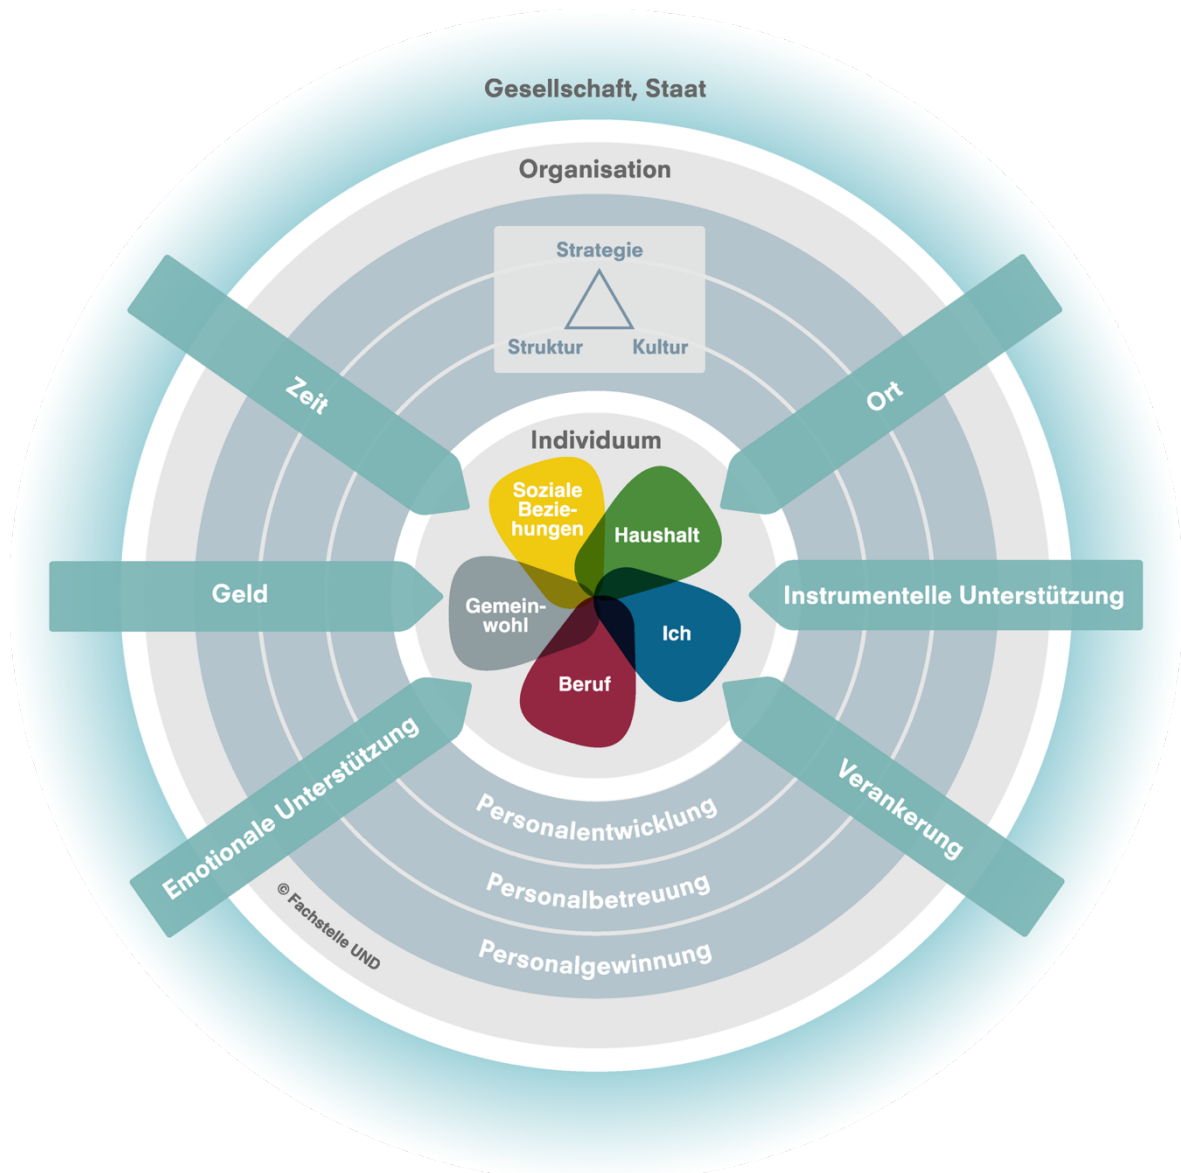 Gesellschaft, Staat
Organisation
Strategie
Struktur
Kultur
Zeit
Ort
Individuum
Soziale
Bezie-
hungen
Haushalt
Geld
Gemein-
wohl
Ich
Beruf
Instrumentelle Unterstützung
Emotionale Unterstützung
Verankerung
Personalentwicklung
Personalbetreuung
Personalgewinnung
© Fachstelle UND